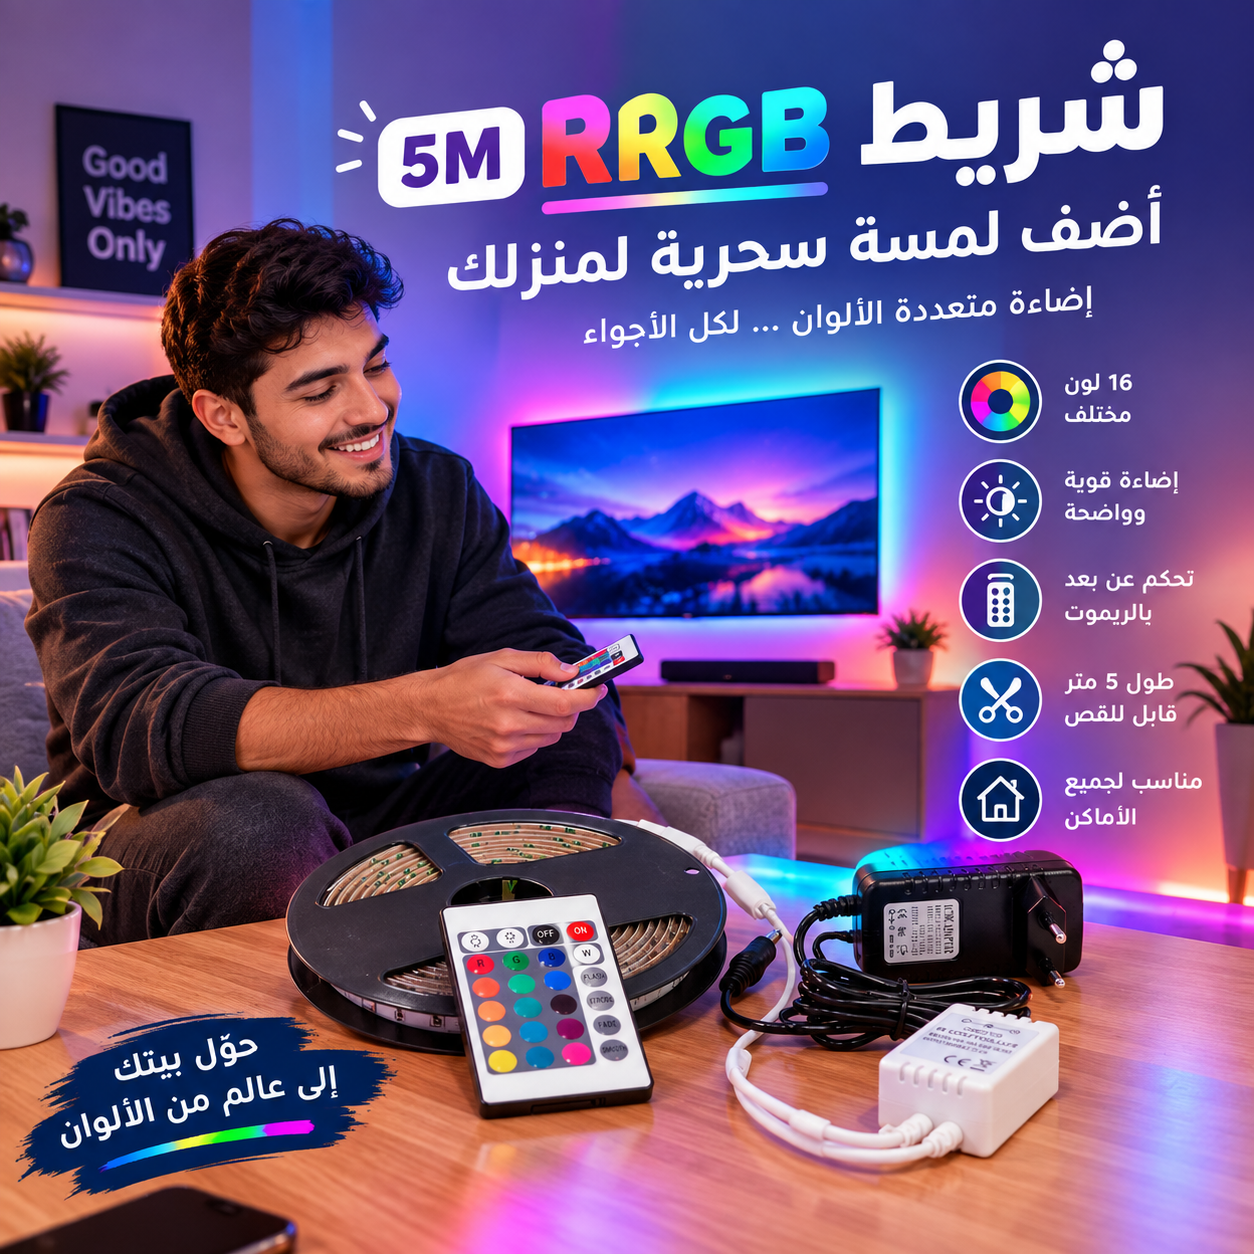 شريط RRGB 5M
أضف لمسة سحرية لمنزلك
إضاءة متعددة الألوان ... لكل الأجواء
16 لون
مختلف
إضاءة قوية
وواضحة
تحكم عن بعد
بالريموت
طول 5 متر
قابل للقص
مناسب لجميع
الأماكن
Good
Vibes
Only
OFF ON
R G B W
FLASH
FADE
SMOOTH
حوّل بيتك
إلى عالم من الألوان